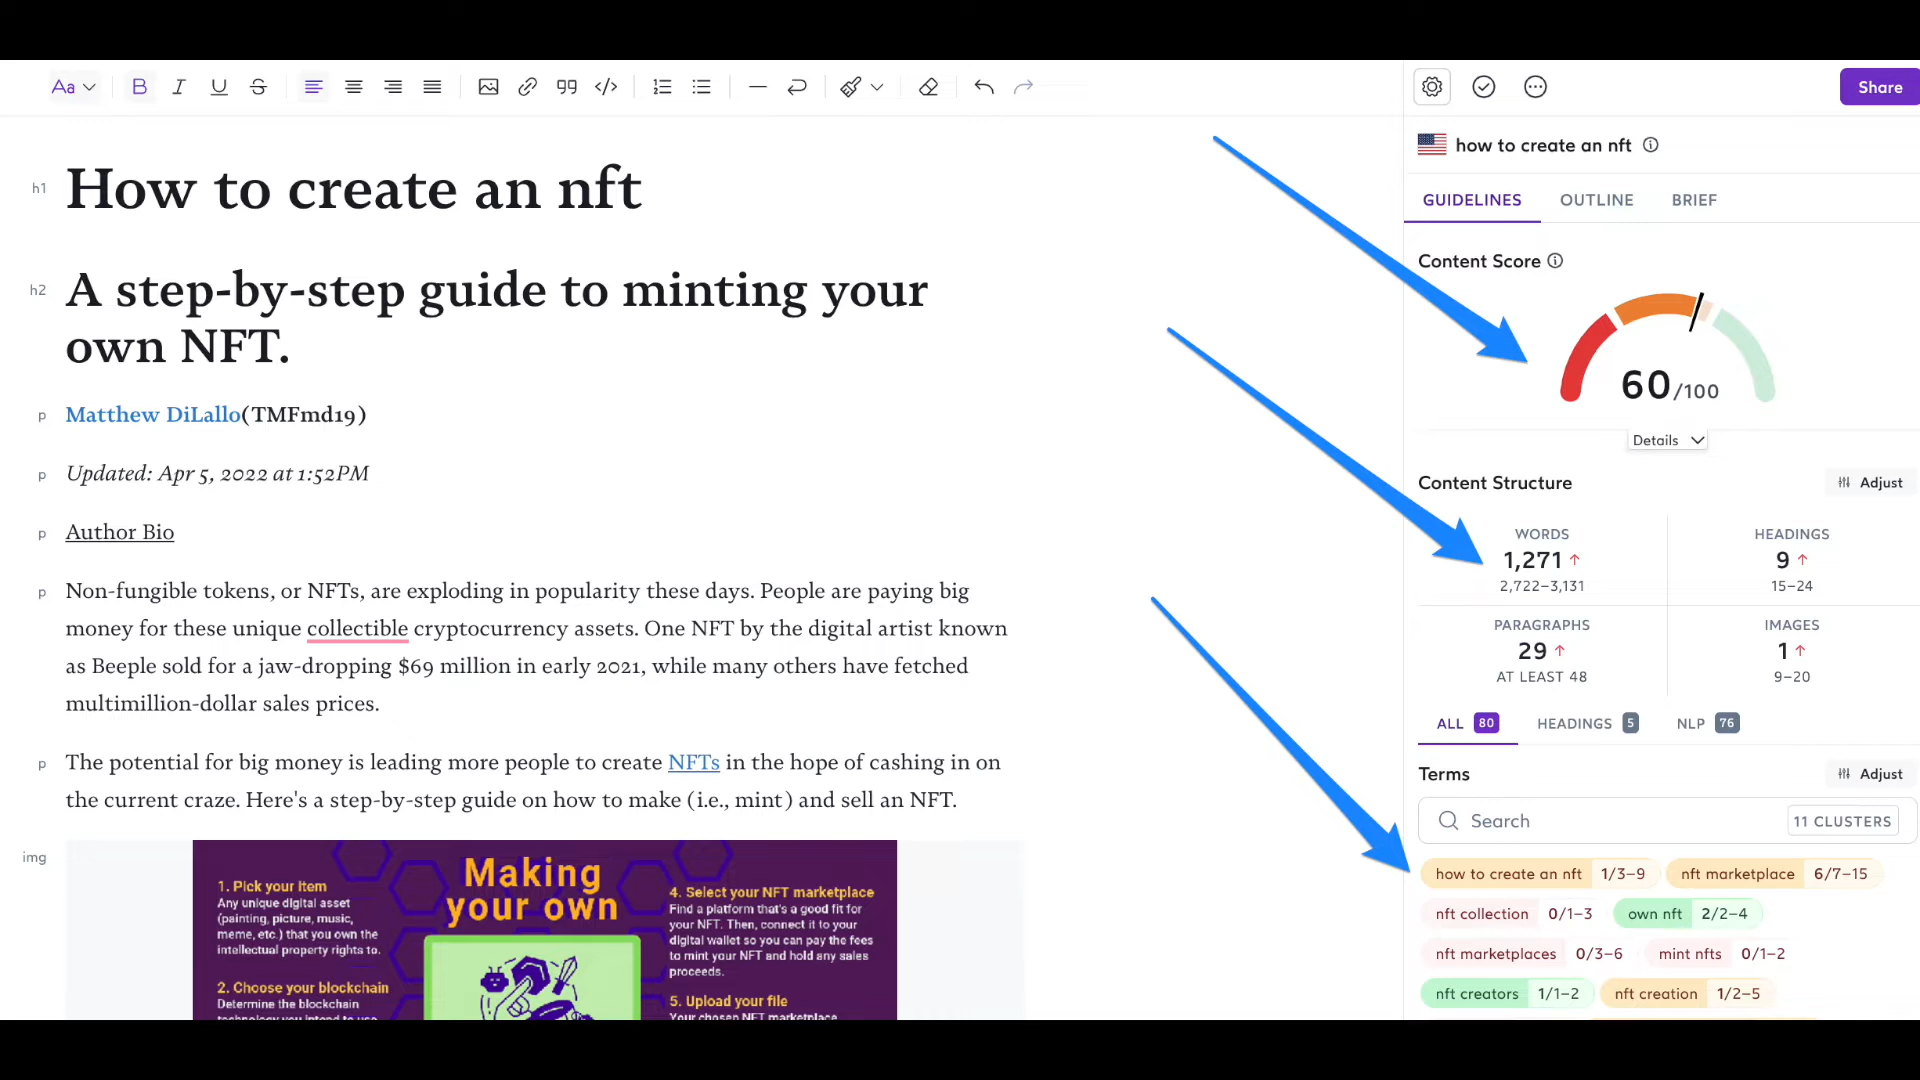 Aa
B
Share
how to create an nft
GUIDELINES OUTLINE BRIEF
h1
How to create an nft
h2
A step-by-step guide to minting your
own NFT.
p
Matthew DiLallo(TMFmd19)
p
Updated: Apr 5, 2022 at 1:52PM
p
Author Bio
p
Non-fungible tokens, or NFTs, are exploding in popularity these days. People are paying big
money for these unique collectible cryptocurrency assets. One NFT by the digital artist known
as Beeple sold for a jaw-dropping $69 million in early 2021, while many others have fetched
multimillion-dollar sales prices.
p
The potential for big money is leading more people to create NFTs in the hope of cashing in on
the current craze. Here's a step-by-step guide on how to make (i.e., mint) and sell an NFT.
img
Making
your own
1. Pick your item
Any unique digital asset
(painting, picture, music,
meme, etc.) that you own the
intellectual property rights to.
2. Choose your blockchain
Determine the blockchain
technology you intend to use
4. Select your NFT marketplace
Find a platform that's a good fit for
your NFT. Then, connect it to your
digital wallet so you can pay the fees
to mint your NFT and hold any sales
proceeds.
5. Upload your file
Your chosen NFT marketplace
Content Score
60/100
Details
Content Structure
Adjust
WORDS
1,271 ↑
2,722–3,131
HEADINGS
9 ↑
15–24
PARAGRAPHS
29 ↑
AT LEAST 48
IMAGES
1 ↑
9–20
ALL 80 HEADINGS 5 NLP 76
Terms
Adjust
Search
11 CLUSTERS
how to create an nft 1/3–9 nft marketplace 6/7–15
nft collection 0/1–3 own nft 2/2–4
nft marketplaces 0/3–6 mint nfts 0/1–2
nft creators 1/1–2 nft creation 1/2–5